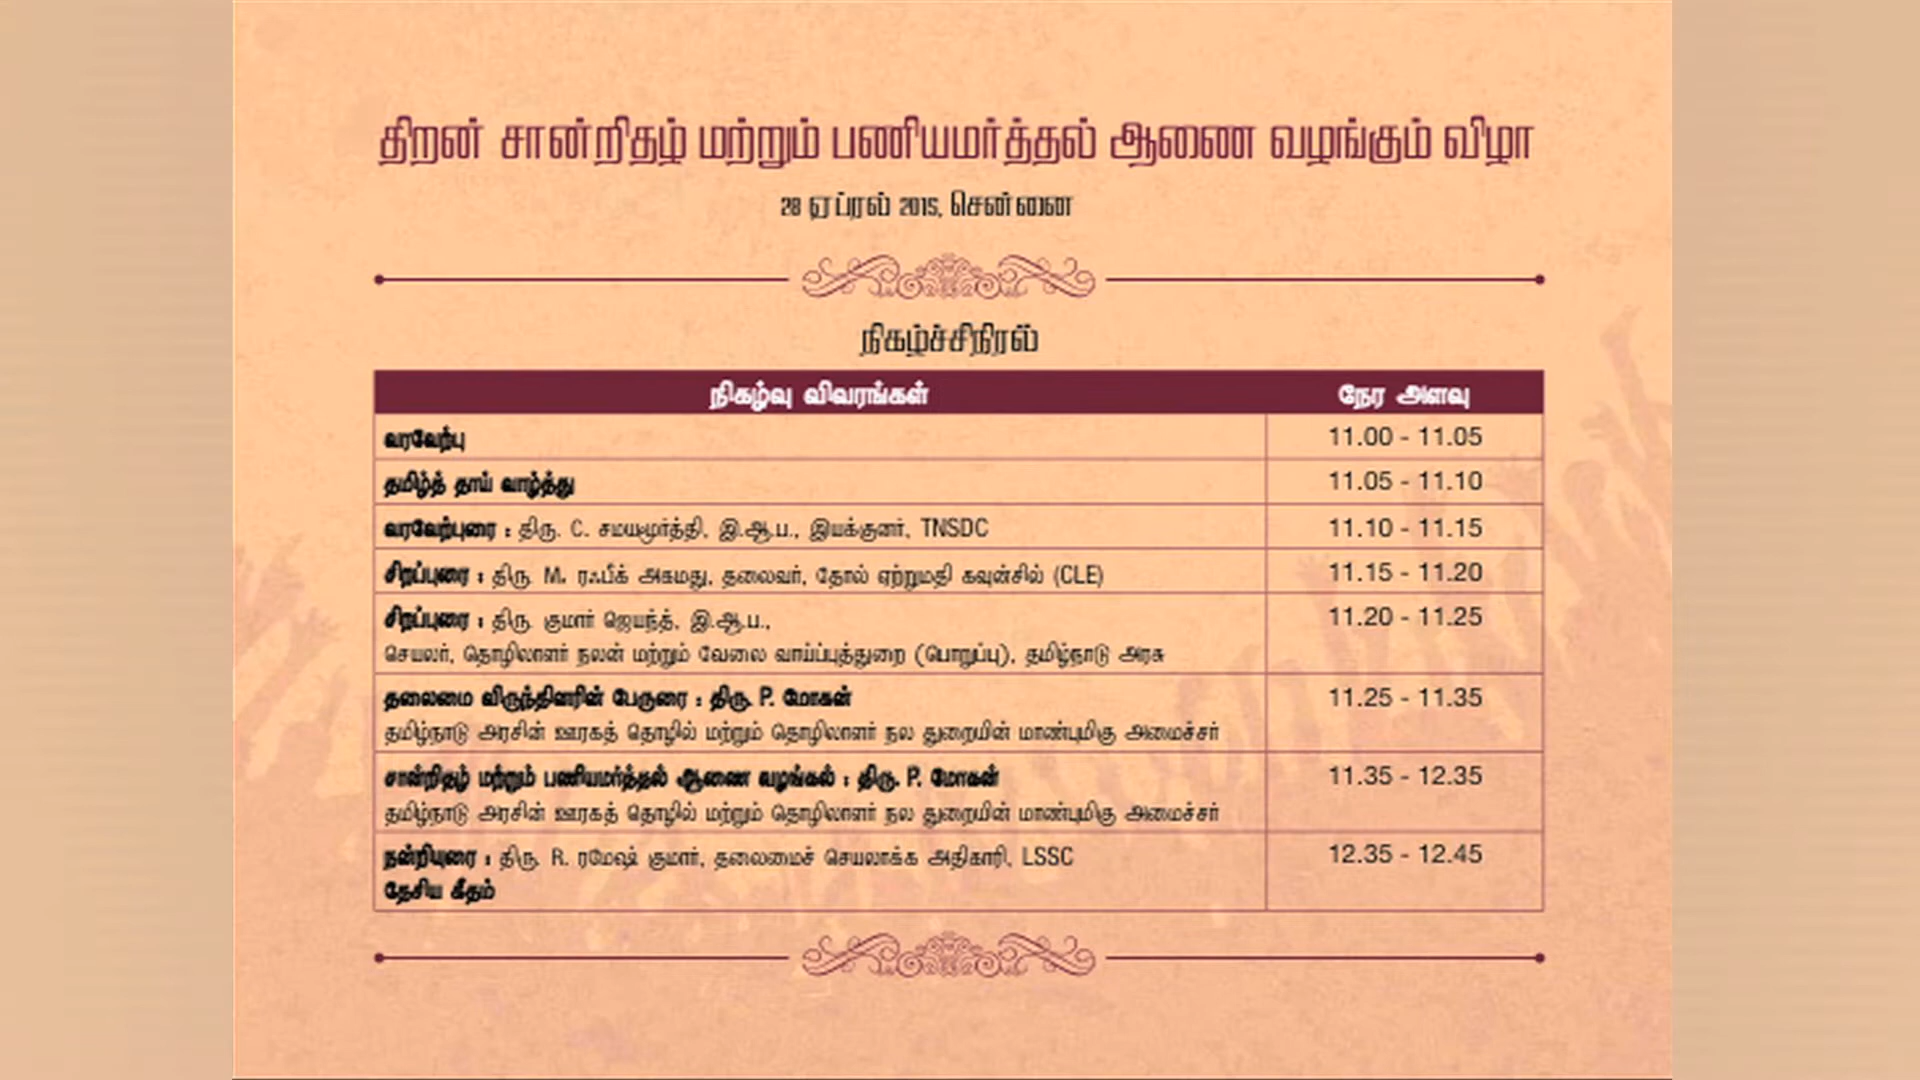 திறன் சான்றிதழ் மற்றும் பணியமர்த்தல் ஆணை வழங்கும் விழா
28 ஏப்ரல் 2015, சென்னை
நிகழ்ச்சிநிரல்
நிகழ்வு விவரங்கள் நேர அளவு
வரவேற்பு 11.00 - 11.05
தமிழ்த் தாய் வாழ்த்து 11.05 - 11.10
வரவேற்புரை : திரு. C. சமயமூர்த்தி, இ.ஆ.ப., இயக்குனர், TNSDC 11.10 - 11.15
சிறப்புரை : திரு. M. ரஃபீக் அகமது, தலைவர், தோல் ஏற்றுமதி கவுன்சில் (CLE) 11.15 - 11.20
சிறப்புரை : திரு. குமார் ஜெயந்த், இ.ஆ.ப., 11.20 - 11.25
செயலர், தொழிலாளர் நலன் மற்றும் வேலை வாய்ப்புத்துறை (பொறுப்பு), தமிழ்நாடு அரசு
தலைமை விருந்தினரின் பேருரை : திரு. P. மோகன் 11.25 - 11.35
தமிழ்நாடு அரசின் ஊரகத் தொழில் மற்றும் தொழிலாளர் நல துறையின் மாண்புமிகு அமைச்சர்
சான்றிதழ் மற்றும் பணியமர்த்தல் ஆணை வழங்கல் : திரு. P. மோகன் 11.35 - 12.35
தமிழ்நாடு அரசின் ஊரகத் தொழில் மற்றும் தொழிலாளர் நல துறையின் மாண்புமிகு அமைச்சர்
நன்றியுரை : திரு. R. ரமேஷ் குமார், தலைமைச் செயலாக்க அதிகாரி, LSSC 12.35 - 12.45
தேசிய கீதம்